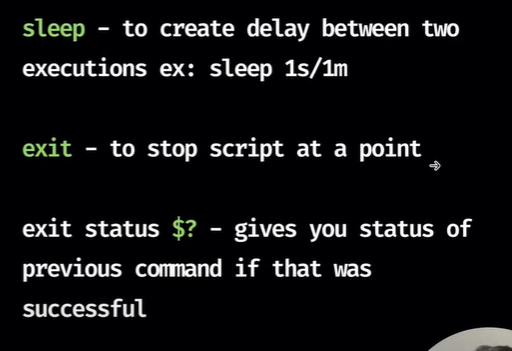 sleep – to create delay between two
executions ex: sleep 1s/1m
exit – to stop script at a point
exit status $? – gives you status of
previous command if that was
successful